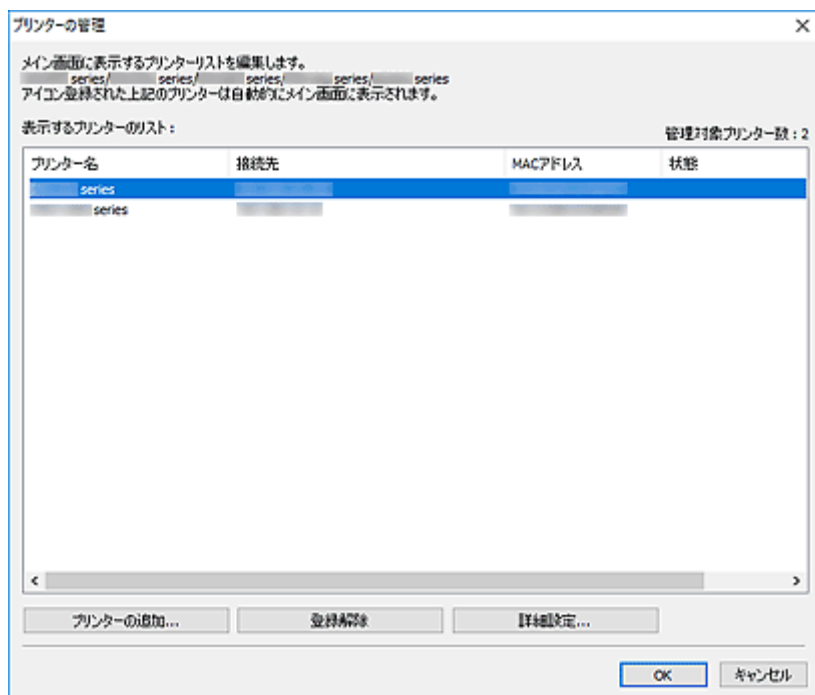 プリンターの管理
メイン画面に表示するプリンターリストを編集します。
series/ series/ series/ series/ series
アイコン登録された上記のプリンターは自動的にメイン画面に表示されます。
表示するプリンターのリスト:
管理対象プリンター数:2
プリンター名 接続先 MACアドレス 状態
series
series
プリンターの追加... 登録解除 詳細設定...
OK キャンセル